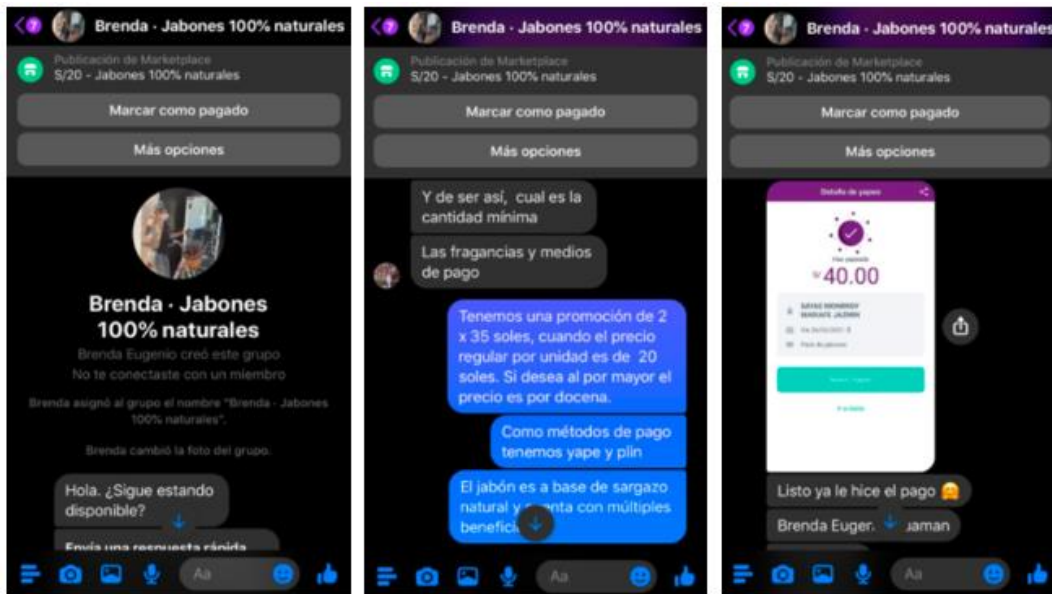 7
Brenda · Jabones 100% naturales
Publicación de Marketplace
S/20 - Jabones 100% naturales
Marcar como pagado
Más opciones
Brenda · Jabones
100% naturales
Brenda Eugenio creó este grupo
No te conectaste con un miembro
Brenda asignó al grupo el nombre "Brenda - Jabones
100% naturales".
Brenda cambió la foto del grupo.
Hola. ¿Sigue estando
disponible?
Envía una respuesta rápida
Aa
7
Brenda · Jabones 100% naturales
Publicación de Marketplace
S/20 - Jabones 100% naturales
Marcar como pagado
Más opciones
Y de ser así, cual es la
cantidad mínima
Las fragancias y medios
de pago
Tenemos una promoción de 2
x 35 soles, cuando el precio
regular por unidad es de 20
soles. Si desea al por mayor el
precio es por docena.
Como métodos de pago
tenemos yape y plin
El jabón es a base de sargazo
natural y con múltiples
Aa
7
Brenda · Jabones 100% naturales
Publicación de Marketplace
S/20 - Jabones 100% naturales
Marcar como pagado
Más opciones
Detalle de yapeo
40.00
Listo ya le hice el pago 🤗
Brenda
Aa